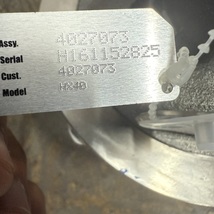 Assy. 4027073
Serial H161152825
Cust. 4027073
Model HX40